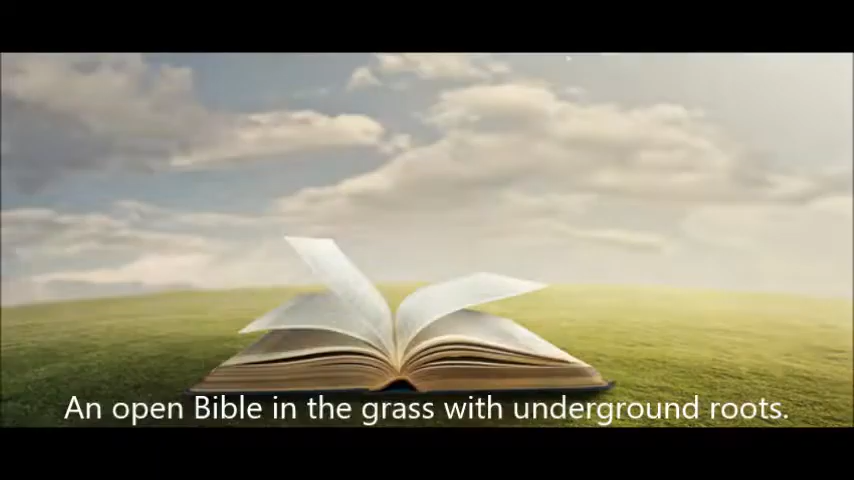 An open Bible in the grass with underground roots.